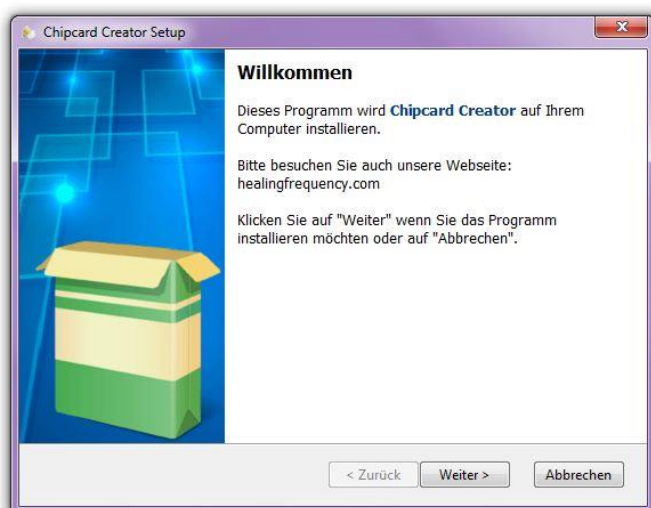 Chipcard Creator Setup
Willkommen
Dieses Programm wird Chipcard Creator auf Ihrem
Computer installieren.
Bitte besuchen Sie auch unsere Webseite:
healingfrequency.com
Klicken Sie auf "Weiter" wenn Sie das Programm
installieren möchten oder auf "Abbrechen".
< Zurück Weiter > Abbrechen